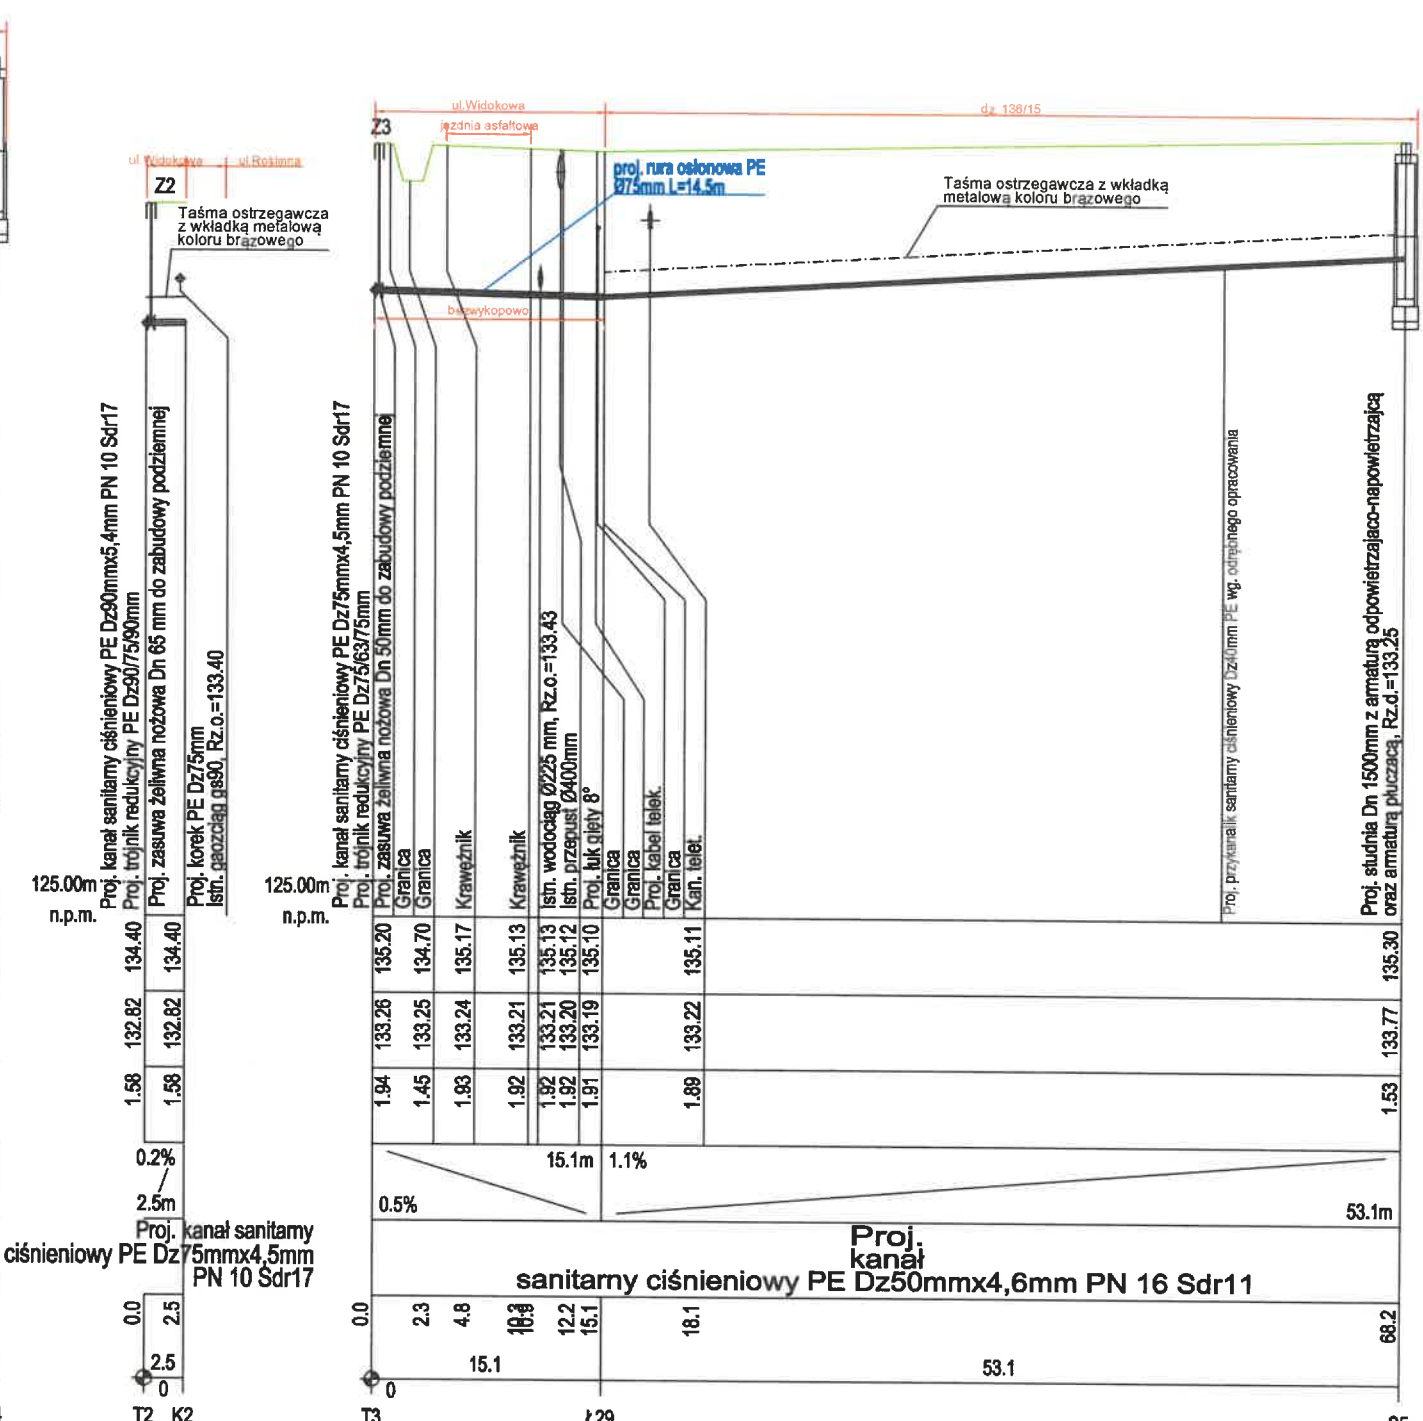 ul.Widokowa
dz. 136/15
jezdnia asfaltowa
Z3
ul Widokowa
ul Roślinna
Z2
Taśma ostrzegawcza
z wkładką metalową
koloru brązowego
proj. rura osłonowa PE
Ø75mm L=14.5m
Taśma ostrzegawcza z wkładką
metalową koloru brązowego
bezwykopowo
125.00m
n.p.m.
Proj. kanał sanitarny ciśnieniowy PE Dz90mmx5,4mm PN 10 Sdr17
Proj. trójnik redukcyjny PE Dz90/75/90mm
Proj. zasuwa żeliwna nożowa Dn 65 mm do zabudowy podziemnej
Proj. korek PE Dz75mm
Istn. gaozciąg gs90, Rz.o.=133.40
134.40
134.40
132.82
132.82
1.58
1.58
0.2%
2.5m
Proj. kanał sanitarny
ciśnieniowy PE Dz75mmx4,5mm
PN 10 Sdr17
0.0
2.5
2.5
0
T2
K2
125.00m
n.p.m.
Proj. kanał sanitarny ciśnieniowy PE Dz75mmx4,5mm PN 10 Sdr17
Proj. trójnik redukcyjny PE Dz75/63/75mm
Proj. zasuwa żeliwna nożowa Dn 50mm do zabudowy podziemnej
Granica
Granica
Krawężnik
Krawężnik
Istn. wodociąg Ø225 mm, Rz.o.=133.43
Istn. przepust Ø400mm
Proj. łuk gięty 8°
Granica
Granica
Proj. kabel telek.
Granica
Kan. telet.
Proj. przykanalik sanitarny ciśnieniowy Dz40mm PE wg. odrębnego opracowania
Proj. studnia Dn 1500mm z armaturą odpowietrzajaco-napowietrzającą
oraz armaturą płuczacą, Rz.d.=133.25
135.20
134.70
135.17
135.13
135.13
135.12
135.10
135.11
135.30
133.26
133.25
133.24
133.21
133.21
133.20
133.19
133.22
133.77
1.94
1.45
1.93
1.92
1.92
1.92
1.91
1.89
1.53
15.1m
1.1%
0.5%
53.1m
Proj.
kanał
sanitarny ciśnieniowy PE Dz50mmx4,6mm PN 16 Sdr11
0.0
2.3
4.8
12.2
15.1
18.1
68.2
15.1
53.1
0
T3